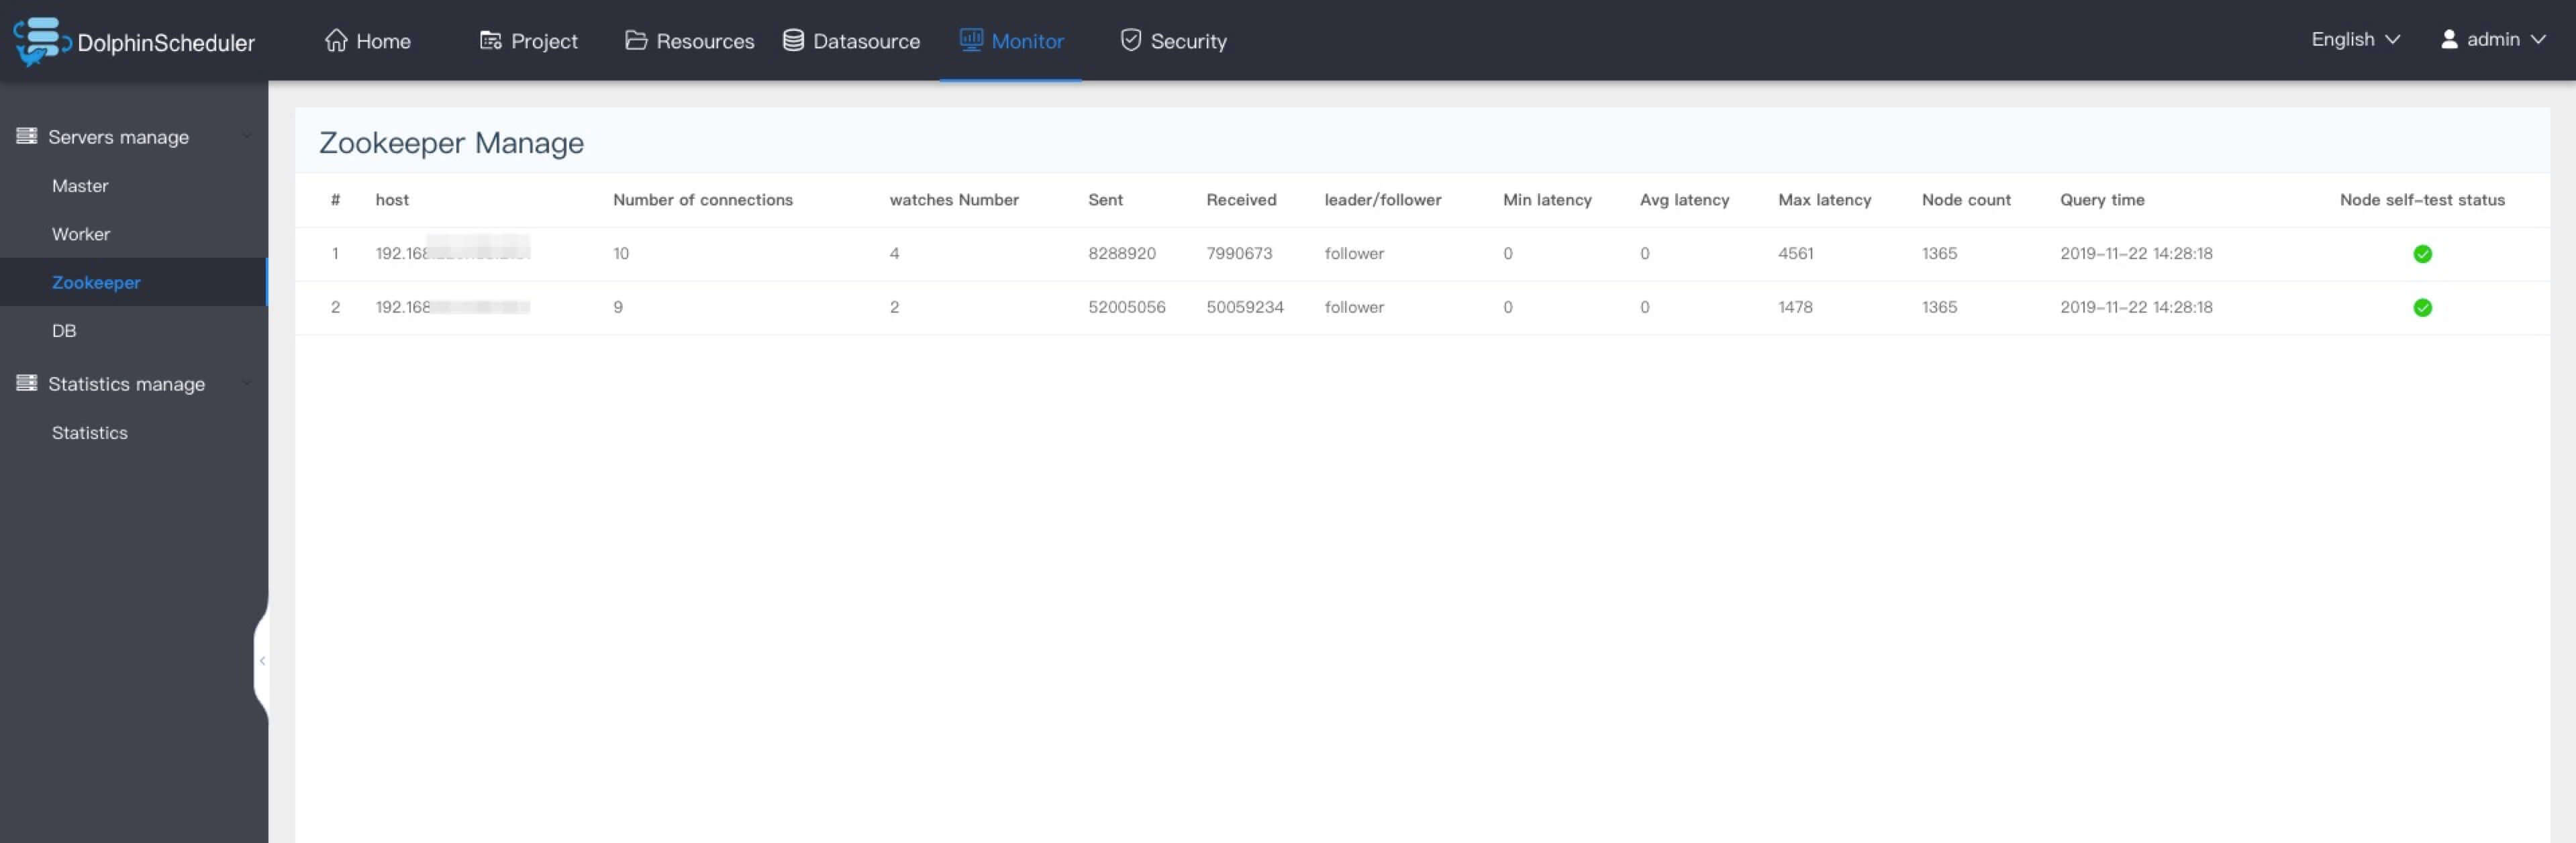 DolphinScheduler Home Project Resources Datasource Monitor Security English admin
Servers manage
Master
Worker
Zookeeper
DB
Statistics manage
Statistics
Zookeeper Manage
# host Number of connections watches Number Sent Received leader/follower Min latency Avg latency Max latency Node count Query time Node self-test status
1 192.168 10 4 8288920 7990673 follower 0 0 4561 1365 2019-11-22 14:28:18
2 192.168 9 2 52005056 50059234 follower 0 0 1478 1365 2019-11-22 14:28:18